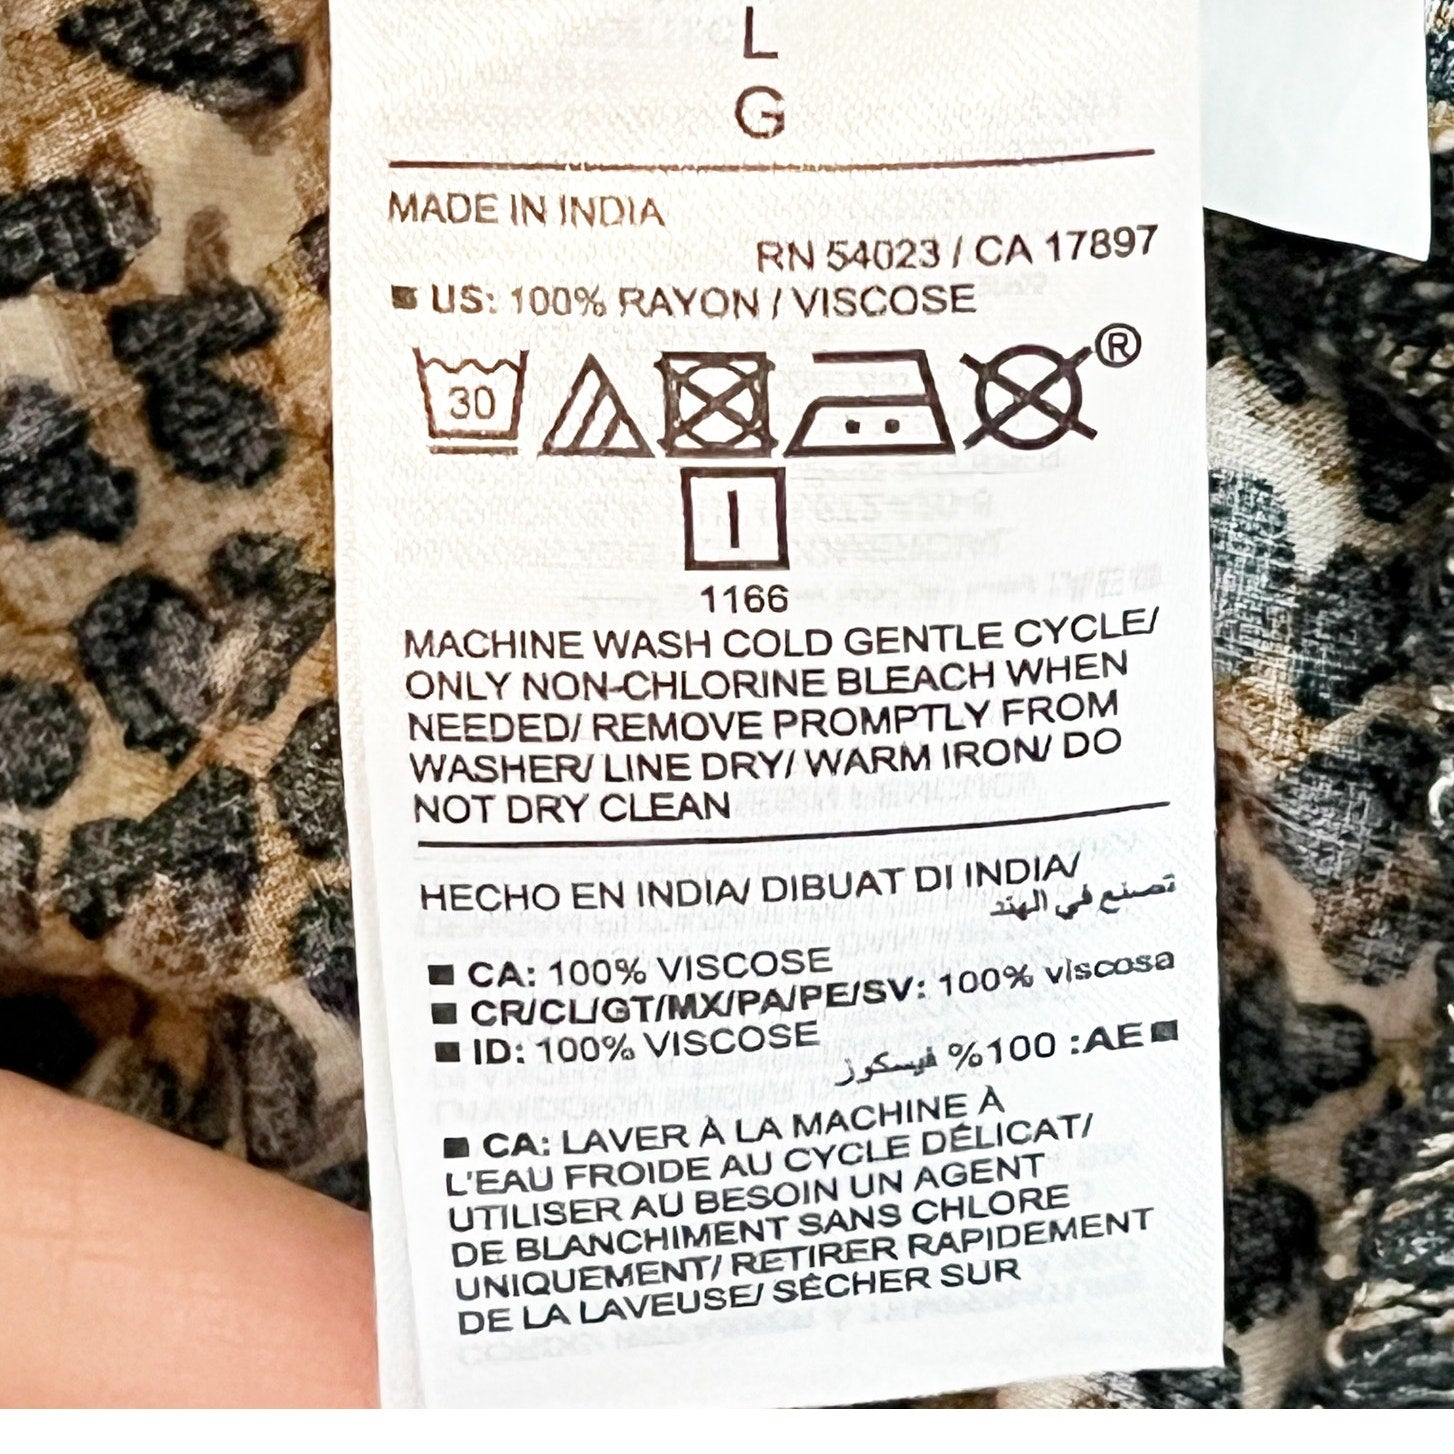 L
G
MADE IN INDIA
RN 54023 / CA 17897
US: 100% RAYON / VISCOSE
30
R
1166
MACHINE WASH COLD GENTLE CYCLE/
ONLY NON-CHLORINE BLEACH WHEN
NEEDED/ REMOVE PROMPTLY FROM
WASHER/ LINE DRY/ WARM IRON/ DO
NOT DRY CLEAN
HECHO EN INDIA/ DIBUAT DI INDIA/
تصنع في الهند
CA: 100% VISCOSE
CR/CL/GT/MX/PA/PE/SV: 100% viscosa
ID: 100% VISCOSE
AE: 100% فيسكوز
CA: LAVER À LA MACHINE À
L'EAU FROIDE AU CYCLE DÉLICAT/
UTILISER AU BESOIN UN AGENT
DE BLANCHIMENT SANS CHLORE
UNIQUEMENT/ RETIRER RAPIDEMENT
DE LA LAVEUSE/ SÉCHER SUR